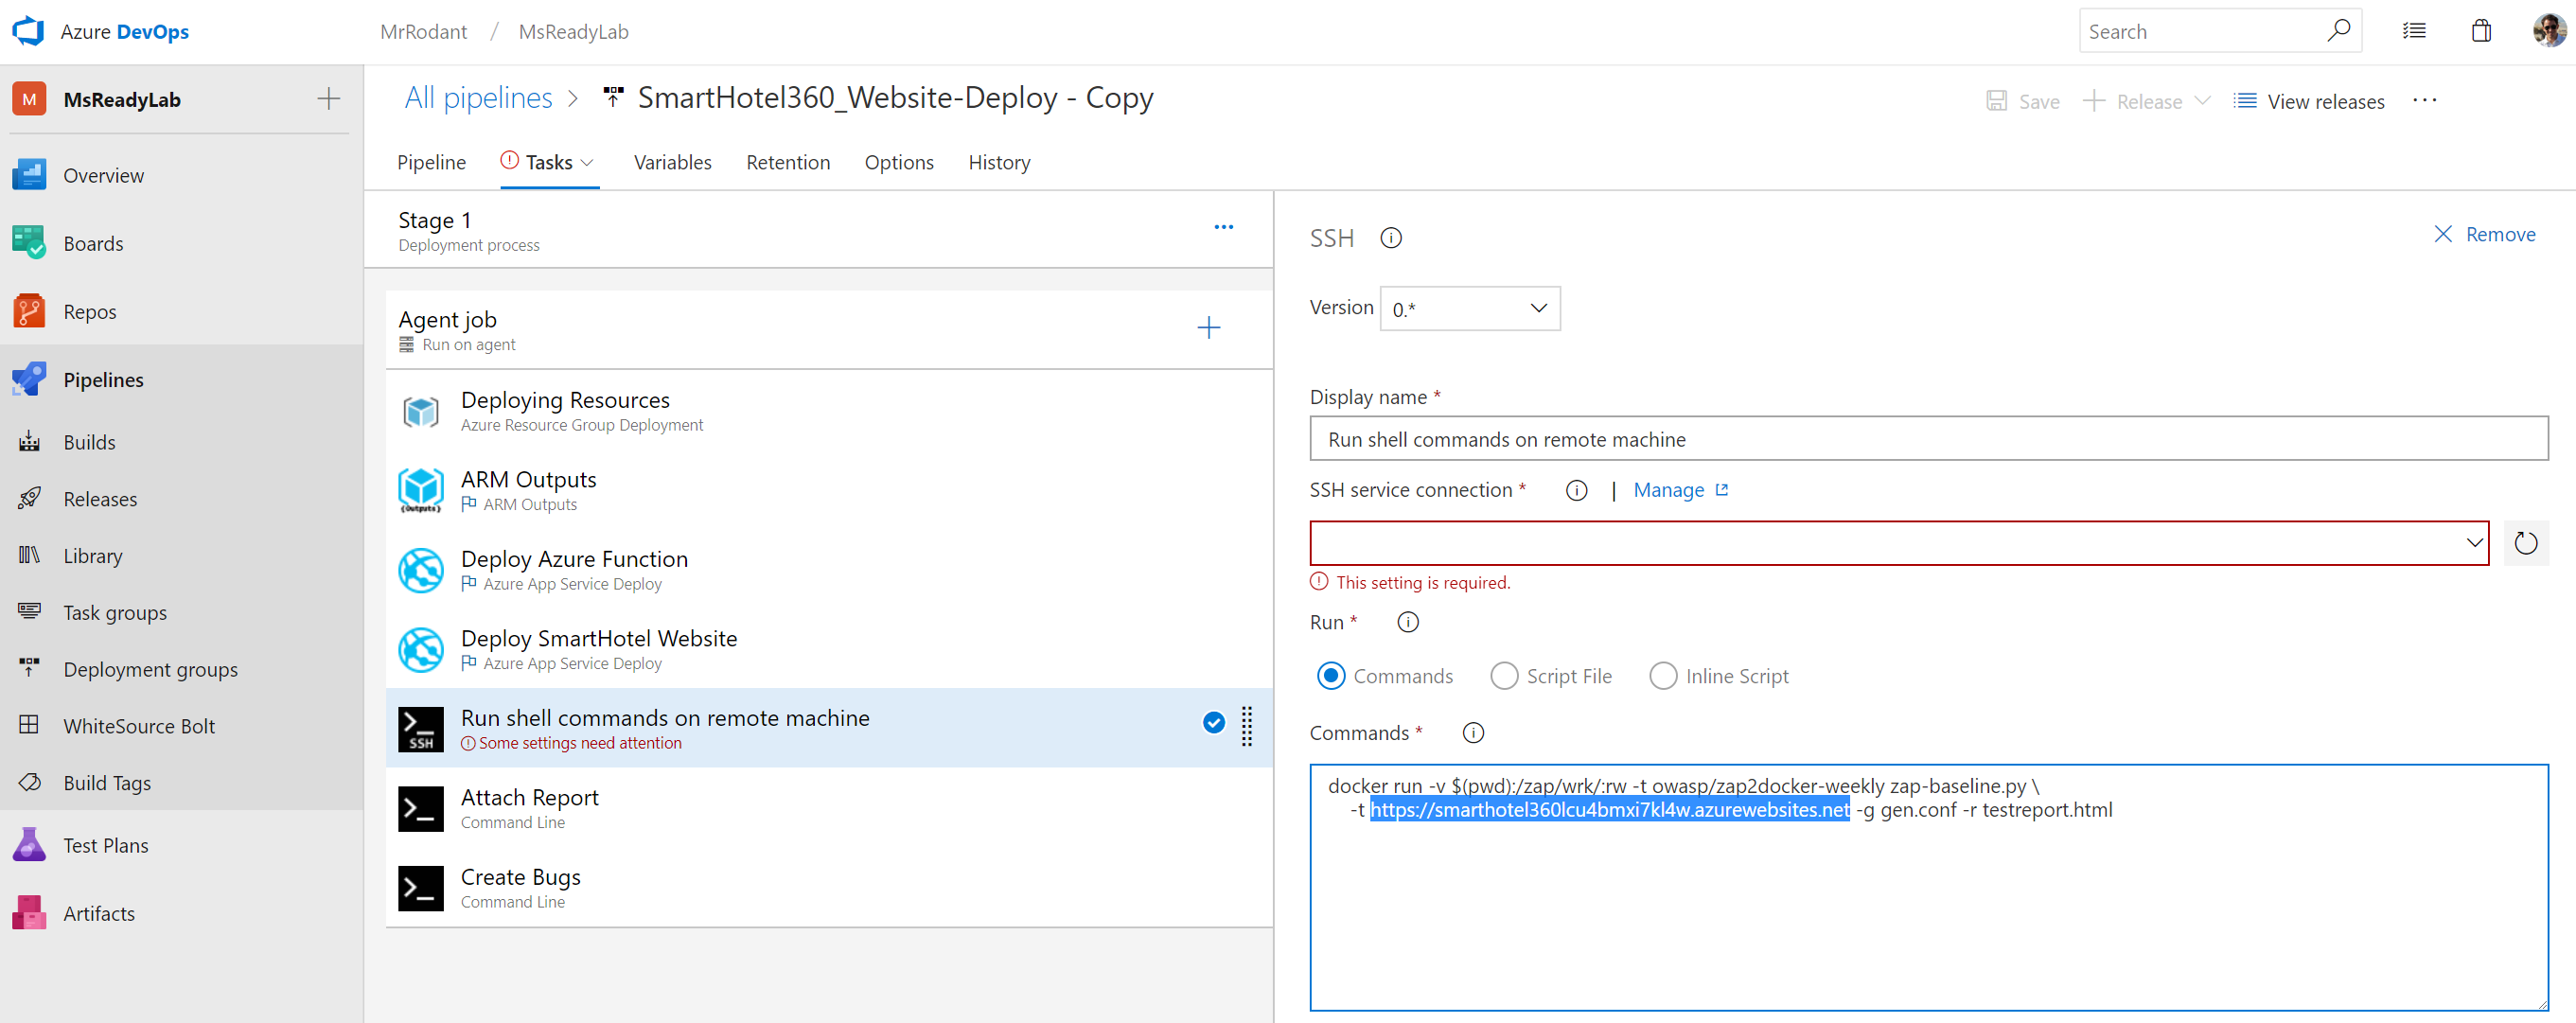 Azure DevOps
MrRodant / MsReadyLab
Search
M MsReadyLab
Overview
Boards
Repos
Pipelines
Builds
Releases
Library
Task groups
Deployment groups
WhiteSource Bolt
Build Tags
Test Plans
Artifacts
All pipelines > SmartHotel360_Website-Deploy - Copy
Save
Release
View releases
Pipeline
Tasks
Variables
Retention
Options
History
Stage 1
Deployment process
Agent job
Run on agent
Deploying Resources
Azure Resource Group Deployment
{Outputs}
ARM Outputs
ARM Outputs
Deploy Azure Function
Azure App Service Deploy
Deploy SmartHotel Website
Azure App Service Deploy
SSH
Run shell commands on remote machine
Some settings need attention
Attach Report
Command Line
Create Bugs
Command Line
SSH
Remove
Version 0.*
Display name *
Run shell commands on remote machine
SSH service connection * | Manage
This setting is required.
Run *
Commands
Script File
Inline Script
Commands *
docker run -v $(pwd):/zap/wrk/:rw -t owasp/zap2docker-weekly zap-baseline.py \
-t https://smarthotel360lcu4bmxi7kl4w.azurewebsites.net -g gen.conf -r testreport.html